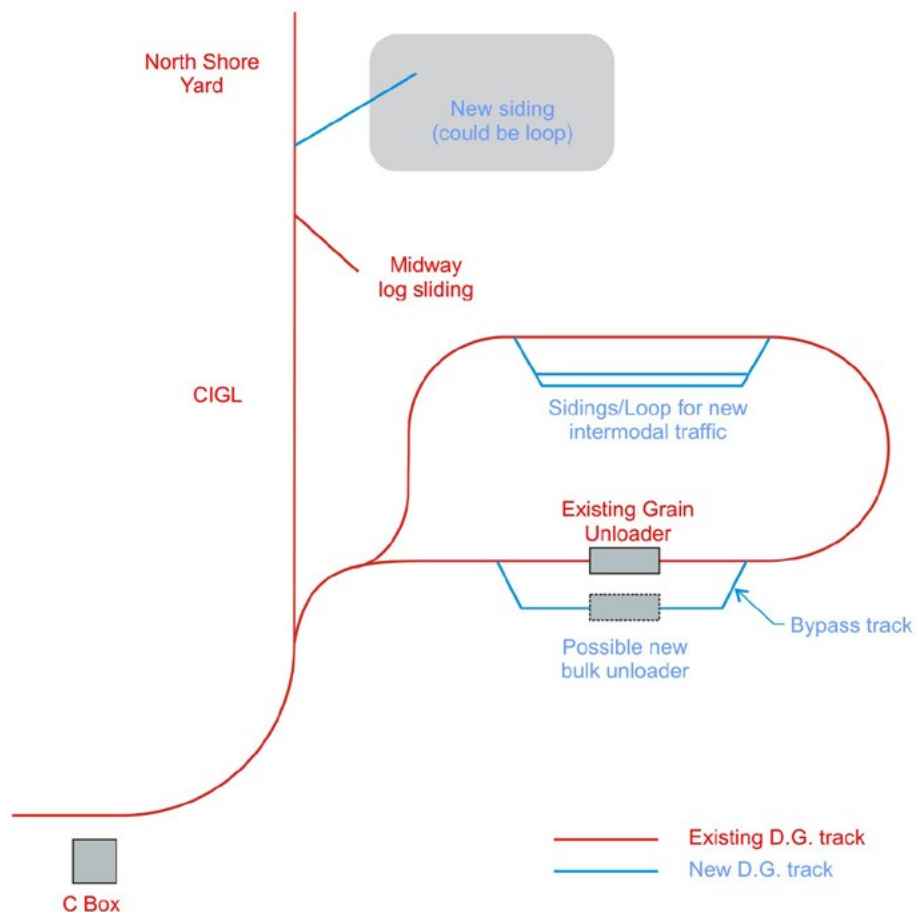 North Shore
Yard
New siding
(could be loop)
Midway
log sliding
CIGL
Sidings/Loop for new
intermodal traffic
Existing Grain
Unloader
Bypass track
Possible new
bulk unloader
Existing D.G. track
New D.G. track
C Box